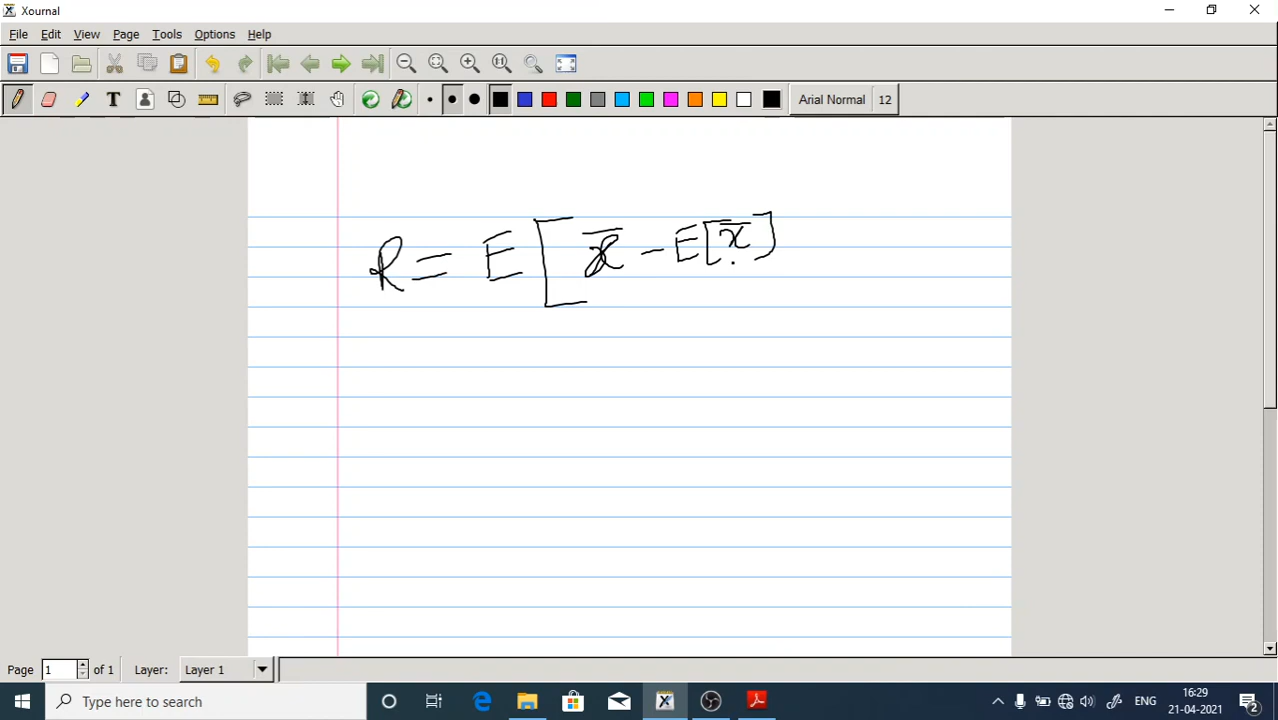 Xournal
File Edit View Page Tools Options Help
Arial Normal 12
R = E [ x̄ - E[x̄]
Page 1 of 1 Layer: Layer 1
Type here to search
ENG
16:29
21-04-2021
2